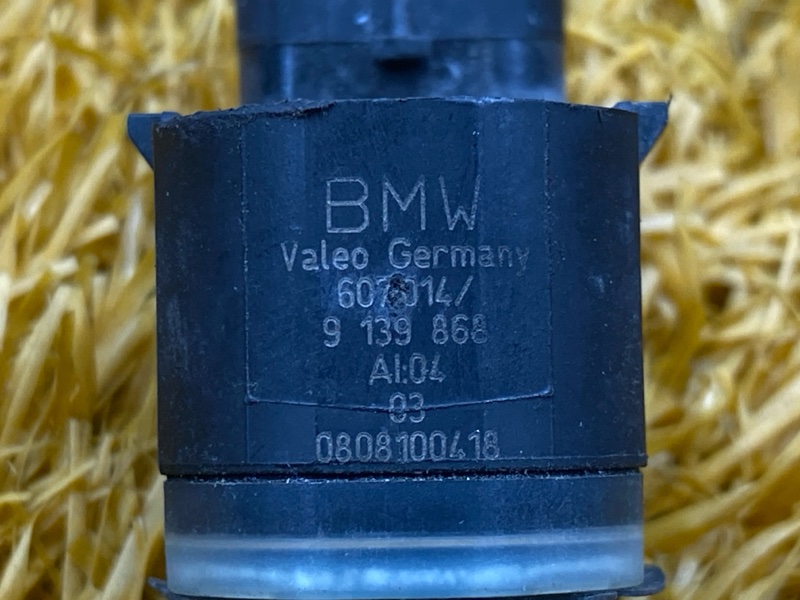 BMW
Valeo Germany
9 139 868
AI:04
03
0808100418